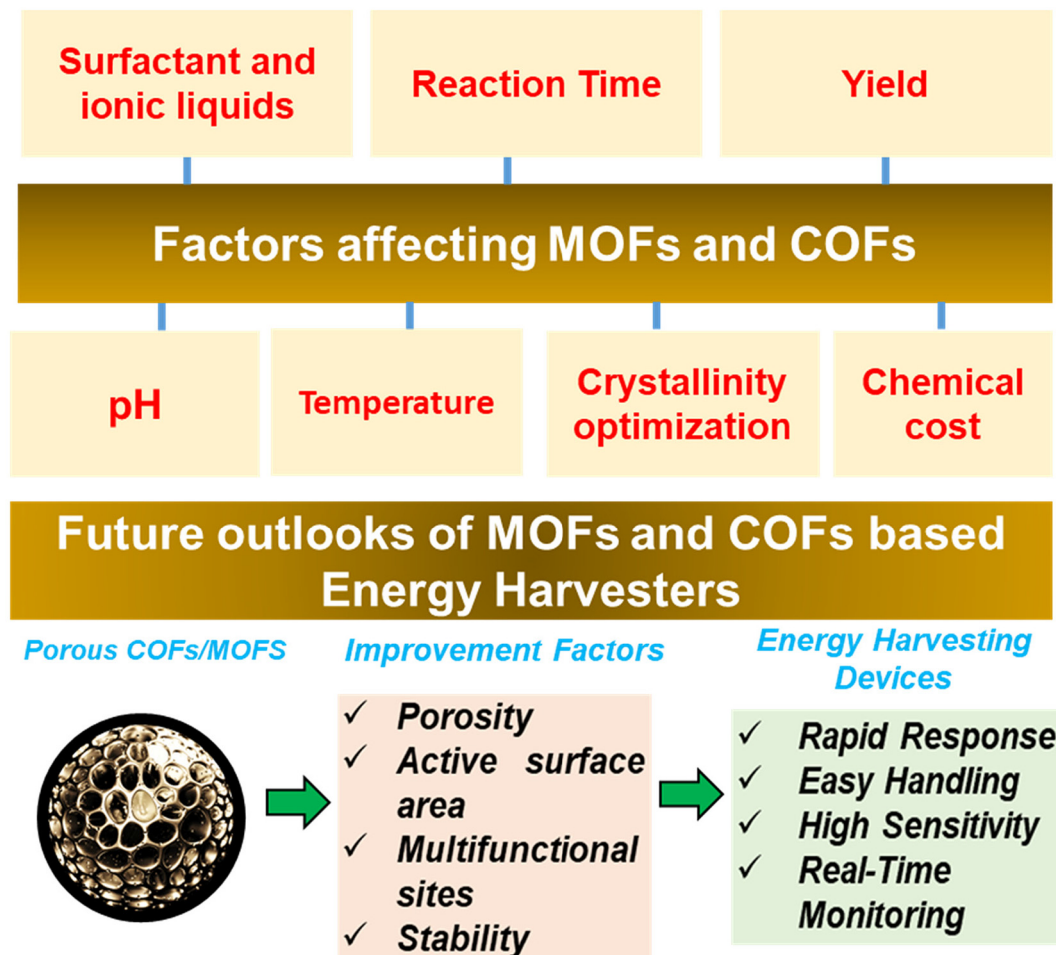 Surfactant and
ionic liquids
Reaction Time
Yield
Factors affecting MOFs and COFs
pH
Temperature
Crystallinity
optimization
Chemical
cost
Future outlooks of MOFs and COFs based
Energy Harvesters
Porous COFs/MOFS
Improvement Factors
Energy Harvesting
Devices
✓ Porosity
✓ Active surface
area
✓ Multifunctional
sites
✓ Stability
✓ Rapid Response
✓ Easy Handling
✓ High Sensitivity
✓ Real-Time
Monitoring